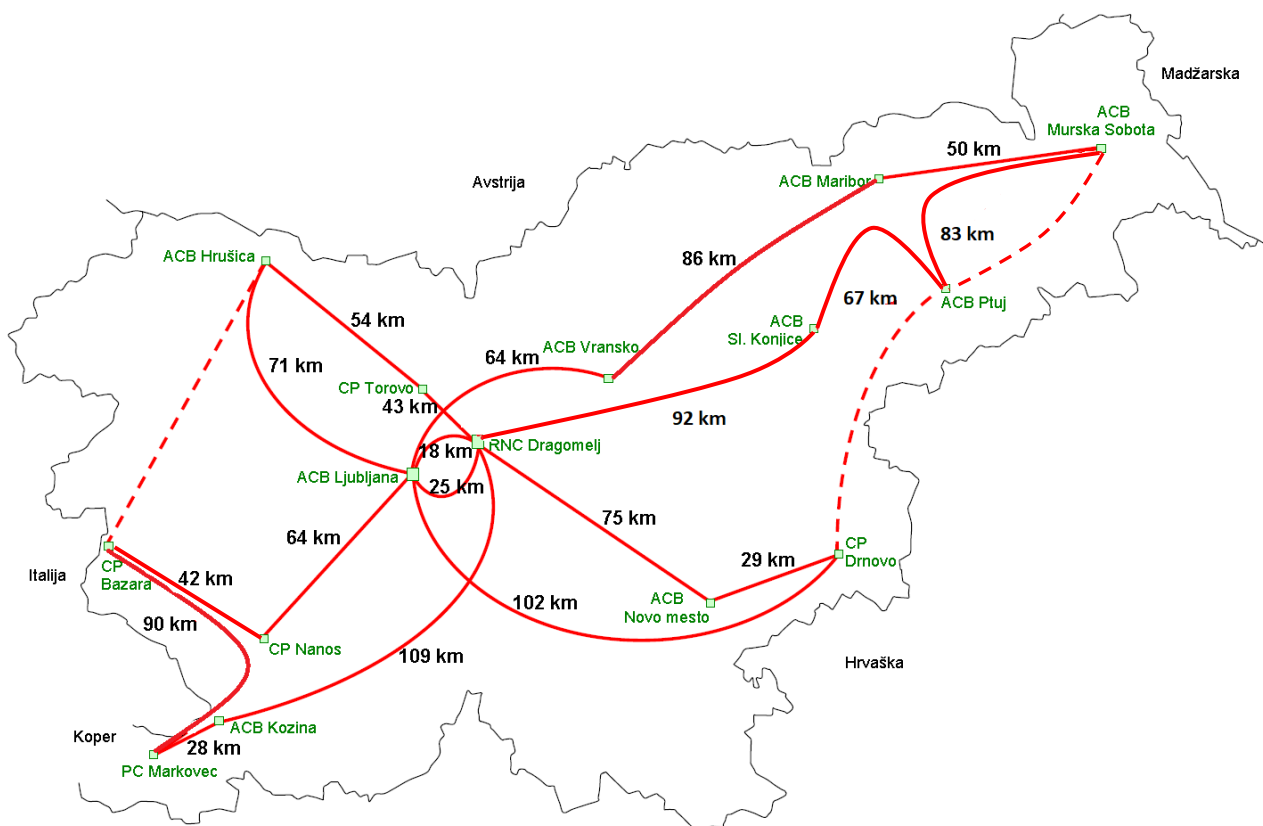 Madžarska
ACB
Murska Sobota
50 km
Avstrija
ACB Maribor
83 km
ACB Hrušica
86 km
67 km
ACB Ptuj
54 km
ACB
Sl. Konjice
ACB Vransko
64 km
71 km
CP Torovo
43 km
92 km
RNC Dragomelj
18 km
ACB Ljubljana
25 km
75 km
64 km
CP
Drnovo
29 km
Italija
CP
Bazara
42 km
102 km
ACB
Novo mesto
90 km
CP Nanos
109 km
Hrvaška
ACB Kozina
Koper
28 km
PC Markovec